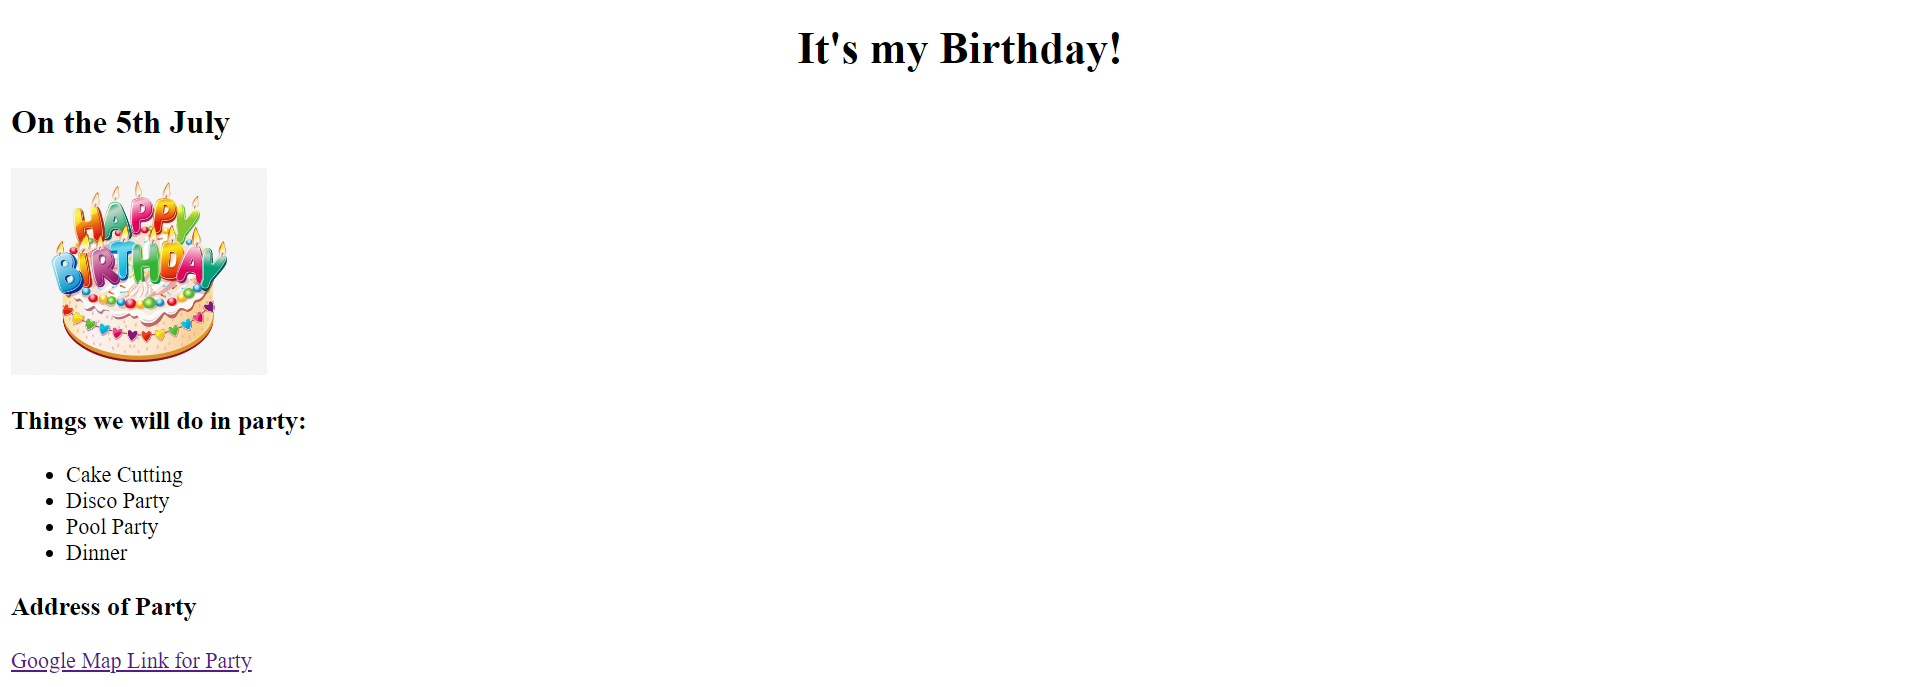 It's my Birthday!
On the 5th July
HAPPY
BIRTHDAY
Things we will do in party:
Cake Cutting
Disco Party
Pool Party
Dinner
Address of Party
Google Map Link for Party